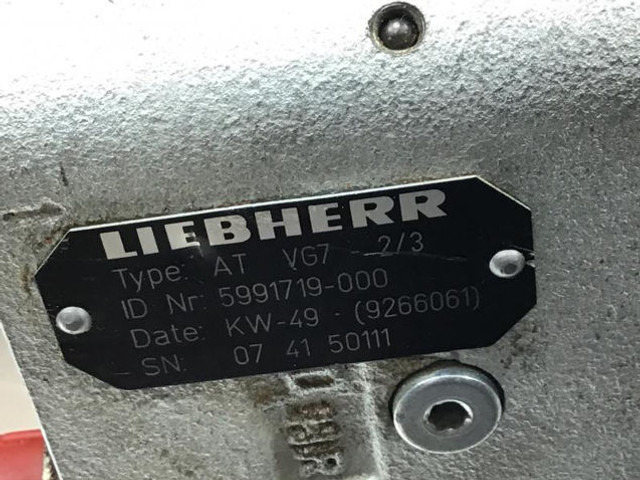 LIEBHERR
Type: AT VG7 - 2/3
ID Nr: 5991719-000
Date: KW-49 - (9266061)
SN: 07 41 50111